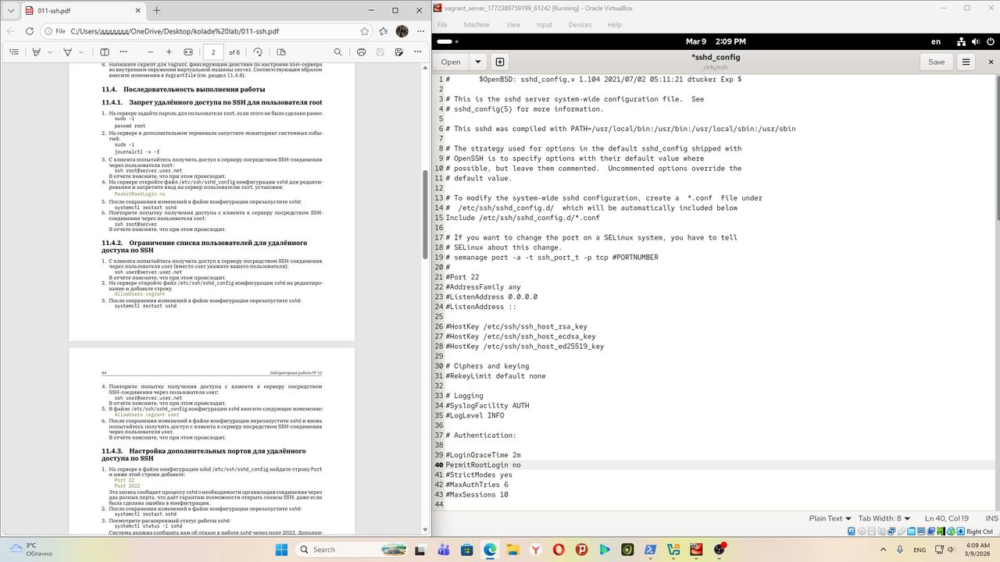 011-ssh.pdf
File C:/Users/ддддддд/OneDrive/Desktop/kolade%20lab/011-ssh.pdf
2 of 6
8. Напишите скрипт для Vagrant, фиксирующий действия по настройке SSH-сервера
во внутреннем окружении виртуальной машины server. Соответствующим образом
внесите изменения в Vagrantfile (см. раздел 11.4.8).
11.4. Последовательность выполнения работы
11.4.1. Запрет удалённого доступа по SSH для пользователя root
1. На сервере задайте пароль для пользователя root, если этого не было сделано ранее:
sudo -i
passwd root
2. На сервере в дополнительном терминале запустите мониторинг системных собы-
тий:
sudo -i
journalctl -x -f
3. С клиента попытайтесь получить доступ к серверу посредством SSH-соединения
через пользователя root:
ssh root@server.user.net
В отчёте поясните, что при этом происходит.
4. На сервере откройте файл /etc/ssh/sshd_config конфигурации sshd для редакти-
рования и запретите вход на сервер пользователю root, установив:
PermitRootLogin no
5. После сохранения изменений в файле конфигурации перезапустите sshd:
systemctl restart sshd
6. Повторите попытку получения доступа с клиента к серверу посредством SSH-
соединения через пользователя root:
ssh root@server
В отчёте поясните, что при этом происходит.
11.4.2. Ограничение списка пользователей для удалённого
доступа по SSH
1. С клиента попытайтесь получить доступ к серверу посредством SSH-соединения
через пользователя user (вместо user укажите вашего пользователя):
ssh user@server.user.net
В отчёте поясните, что при этом происходит.
2. На сервере откройте файл /etc/ssh/sshd_config конфигурации sshd на редактиро-
вание и добавьте строку
AllowUsers vagrant
3. После сохранения изменений в файле конфигурации перезапустите sshd:
systemctl restart sshd
84 Лабораторная работа № 11
4. Повторите попытку получения доступа с клиента к серверу посредством
SSH-соединения через пользователя user:
ssh user@server.user.net
В отчёте поясните, что при этом происходит.
5. В файле /etc/ssh/sshd_config конфигурации sshd внесите следующее изменение:
AllowUsers vagrant user
6. После сохранения изменений в файле конфигурации перезапустите sshd и вновь
попытайтесь получить доступ с клиента к серверу посредством SSH-соединения
через пользователя user.
В отчёте поясните, что при этом происходит.
11.4.3. Настройка дополнительных портов для удалённого
доступа по SSH
1. На сервере в файле конфигурации sshd /etc/ssh/sshd_config найдите строку Port
и ниже этой строки добавьте:
Port 22
Port 2022
Эта запись сообщает процессу sshd о необходимости организации соединения через
два разных порта, что даёт гарантию возможности открыть сеансы SSH, даже если
была сделана ошибка в конфигурации.
2. После сохранения изменений в файле конфигурации перезапустите sshd:
systemctl restart sshd
3. Посмотрите расширенный статус работы sshd:
systemctl status -l sshd
Система должна сообщить вам об отказе в работе sshd через порт 2022. Дополни-
vagrant_server_1772389759199_61242 [Running] - Oracle VirtualBox
File Machine View Input Devices Help
Mar 9 2:09 PM
en
Open
*sshd_config
/etc/ssh
Save
1 # $OpenBSD: sshd_config,v 1.104 2021/07/02 05:11:21 dtucker Exp $
2
3 # This is the sshd server system-wide configuration file. See
4 # sshd_config(5) for more information.
5
6 # This sshd was compiled with PATH=/usr/local/bin:/usr/bin:/usr/local/sbin:/usr/sbin
7
8 # The strategy used for options in the default sshd_config shipped with
9 # OpenSSH is to specify options with their default value where
10 # possible, but leave them commented. Uncommented options override the
11 # default value.
12
13 # To modify the system-wide sshd configuration, create a *.conf file under
14 # /etc/ssh/sshd_config.d/ which will be automatically included below
15 Include /etc/ssh/sshd_config.d/*.conf
16
17 # If you want to change the port on a SELinux system, you have to tell
18 # SELinux about this change.
19 # semanage port -a -t ssh_port_t -p tcp #PORTNUMBER
20 #
21 #Port 22
22 #AddressFamily any
23 #ListenAddress 0.0.0.0
24 #ListenAddress ::
25
26 #HostKey /etc/ssh/ssh_host_rsa_key
27 #HostKey /etc/ssh/ssh_host_ecdsa_key
28 #HostKey /etc/ssh/ssh_host_ed25519_key
29
30 # Ciphers and keying
31 #RekeyLimit default none
32
33 # Logging
34 #SyslogFacility AUTH
35 #LogLevel INFO
36
37 # Authentication:
38
39 #LoginGraceTime 2m
40 PermitRootLogin no
41 #StrictModes yes
42 #MaxAuthTries 6
43 #MaxSessions 10
44
Plain Text Tab Width: 8 Ln 40, Col 19 INS
Right Ctrl
3°C
Облачно
Search
ENG
6:09 AM
3/9/2026